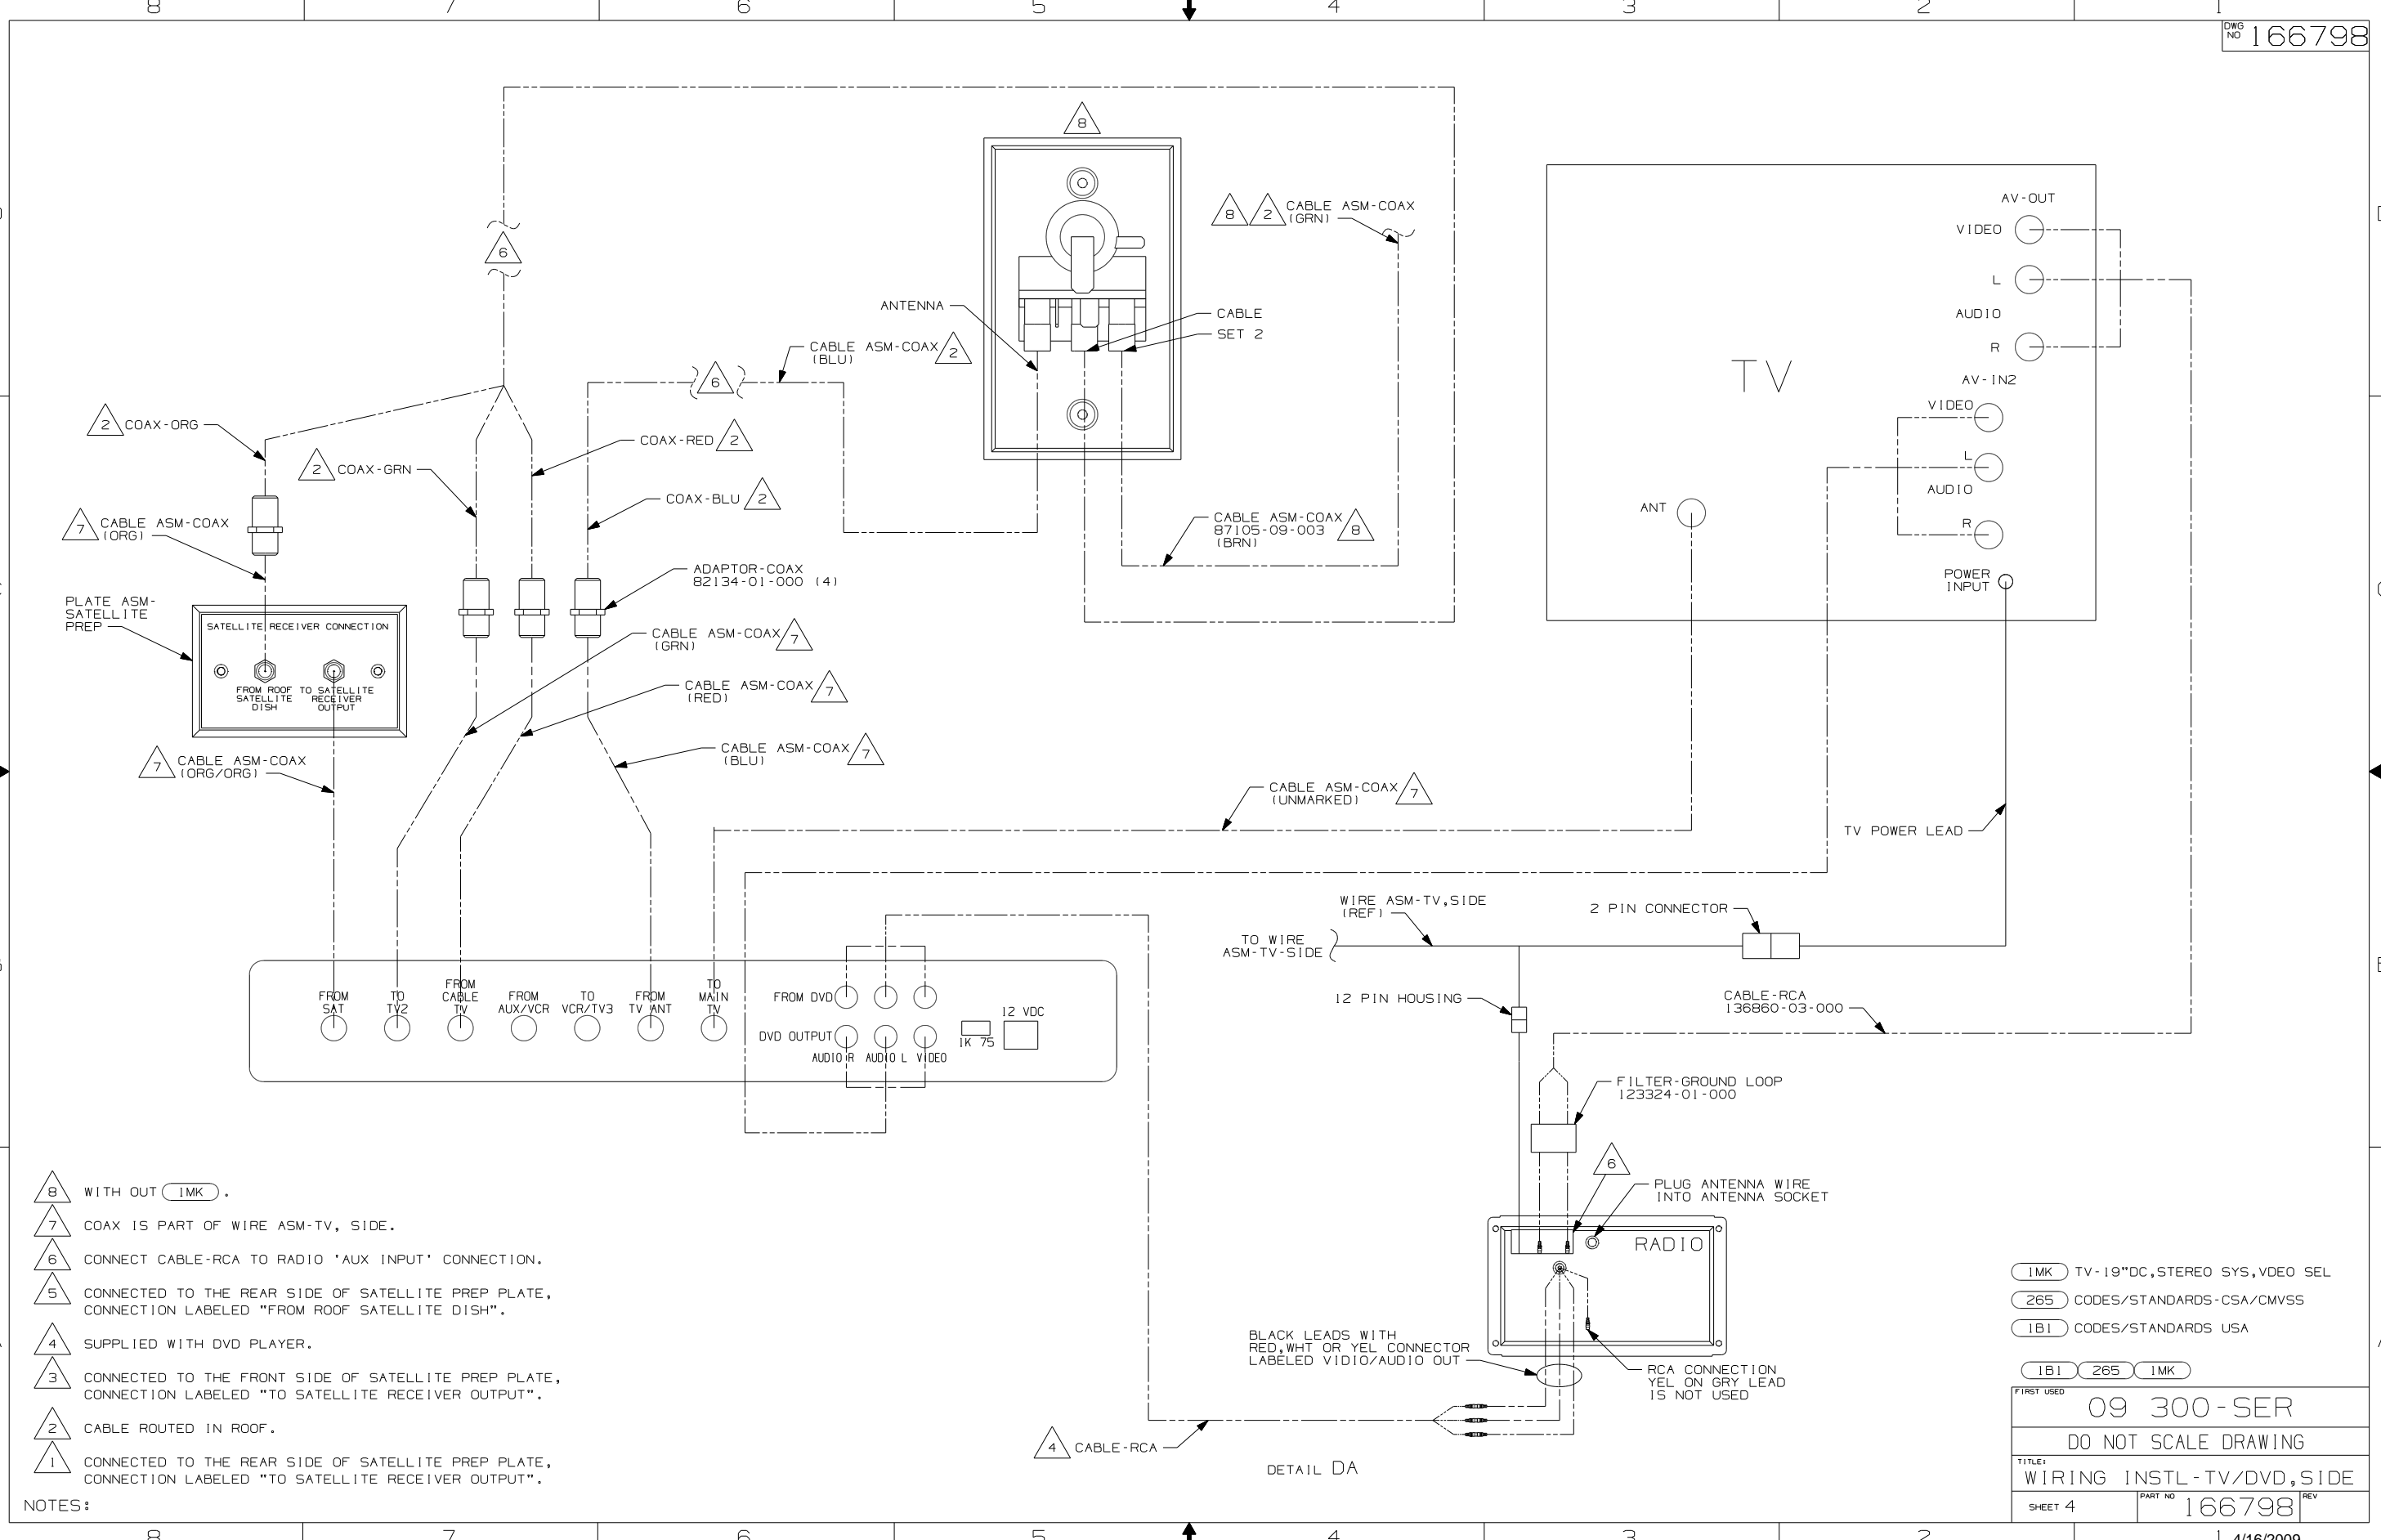 8 7 6 5 4 3 2 1
DWG
NO 166798
8
8 2 CABLE ASM-COAX
(GRN)
6
AV-OUT
VIDEO
L
AUDIO
R
AV-IN2
VIDEO
L
AUDIO
R
POWER
INPUT
TV
ANT
ANTENNA
CABLE
SET 2
CABLE ASM-COAX 2
(BLU)
6
2 COAX-ORG
COAX-RED 2
2 COAX-GRN
COAX-BLU 2
7 CABLE ASM-COAX
(ORG)
CABLE ASM-COAX
87105-09-003 8
(BRN)
ADAPTOR-COAX
82134-01-000 (4)
PLATE ASM-
SATELLITE
PREP
SATELLITE RECEIVER CONNECTION
FROM ROOF
SATELLITE
DISH
TO SATELLITE
RECEIVER
OUTPUT
CABLE ASM-COAX 7
(GRN)
CABLE ASM-COAX 7
(RED)
CABLE ASM-COAX 7
(BLU)
7 CABLE ASM-COAX
(ORG/ORG)
CABLE ASM-COAX 7
(UNMARKED)
TV POWER LEAD
WIRE ASM-TV,SIDE
(REF)
2 PIN CONNECTOR
TO WIRE
ASM-TV-SIDE
12 PIN HOUSING
CABLE-RCA
136860-03-000
FROM
SAT
TO
TV2
FROM
CABLE
TV
FROM
AUX/VCR
TO
VCR/TV3
FROM
TV ANT
TO
MAIN
TV
FROM DVD
DVD OUTPUT
AUDIO R AUDIO L VIDEO
1K 75
12 VDC
FILTER-GROUND LOOP
123324-01-000
6
PLUG ANTENNA WIRE
INTO ANTENNA SOCKET
RADIO
BLACK LEADS WITH
RED,WHT OR YEL CONNECTOR
LABELED VIDIO/AUDIO OUT
RCA CONNECTION
YEL ON GRY LEAD
IS NOT USED
4 CABLE-RCA
DETAIL DA
8 WITH OUT 1MK .
7 COAX IS PART OF WIRE ASM-TV, SIDE.
6 CONNECT CABLE-RCA TO RADIO 'AUX INPUT' CONNECTION.
5 CONNECTED TO THE REAR SIDE OF SATELLITE PREP PLATE,
CONNECTION LABELED "FROM ROOF SATELLITE DISH".
4 SUPPLIED WITH DVD PLAYER.
3 CONNECTED TO THE FRONT SIDE OF SATELLITE PREP PLATE,
CONNECTION LABELED "TO SATELLITE RECEIVER OUTPUT".
2 CABLE ROUTED IN ROOF.
1 CONNECTED TO THE REAR SIDE OF SATELLITE PREP PLATE,
CONNECTION LABELED "TO SATELLITE RECEIVER OUTPUT".
NOTES:
1MK TV-19"DC,STEREO SYS,VDEO SEL
265 CODES/STANDARDS-CSA/CMVSS
1B1 CODES/STANDARDS USA
1B1 265 1MK
FIRST USED
09 300-SER
DO NOT SCALE DRAWING
TITLE:
WIRING INSTL-TV/DVD,SIDE
SHEET 4
PART NO 166798 REV
8 7 6 5 4 3 2 1
4/16/2009